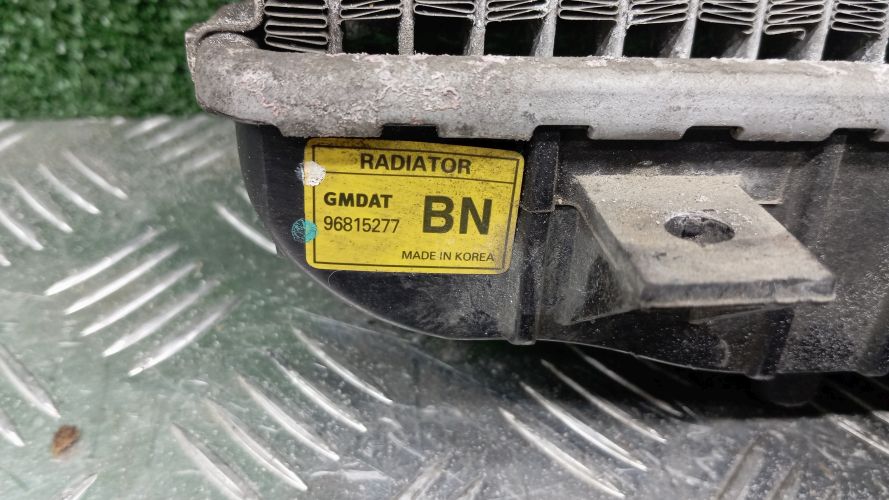 RADIATOR
GMDAT
96815277
BN
MADE IN KOREA